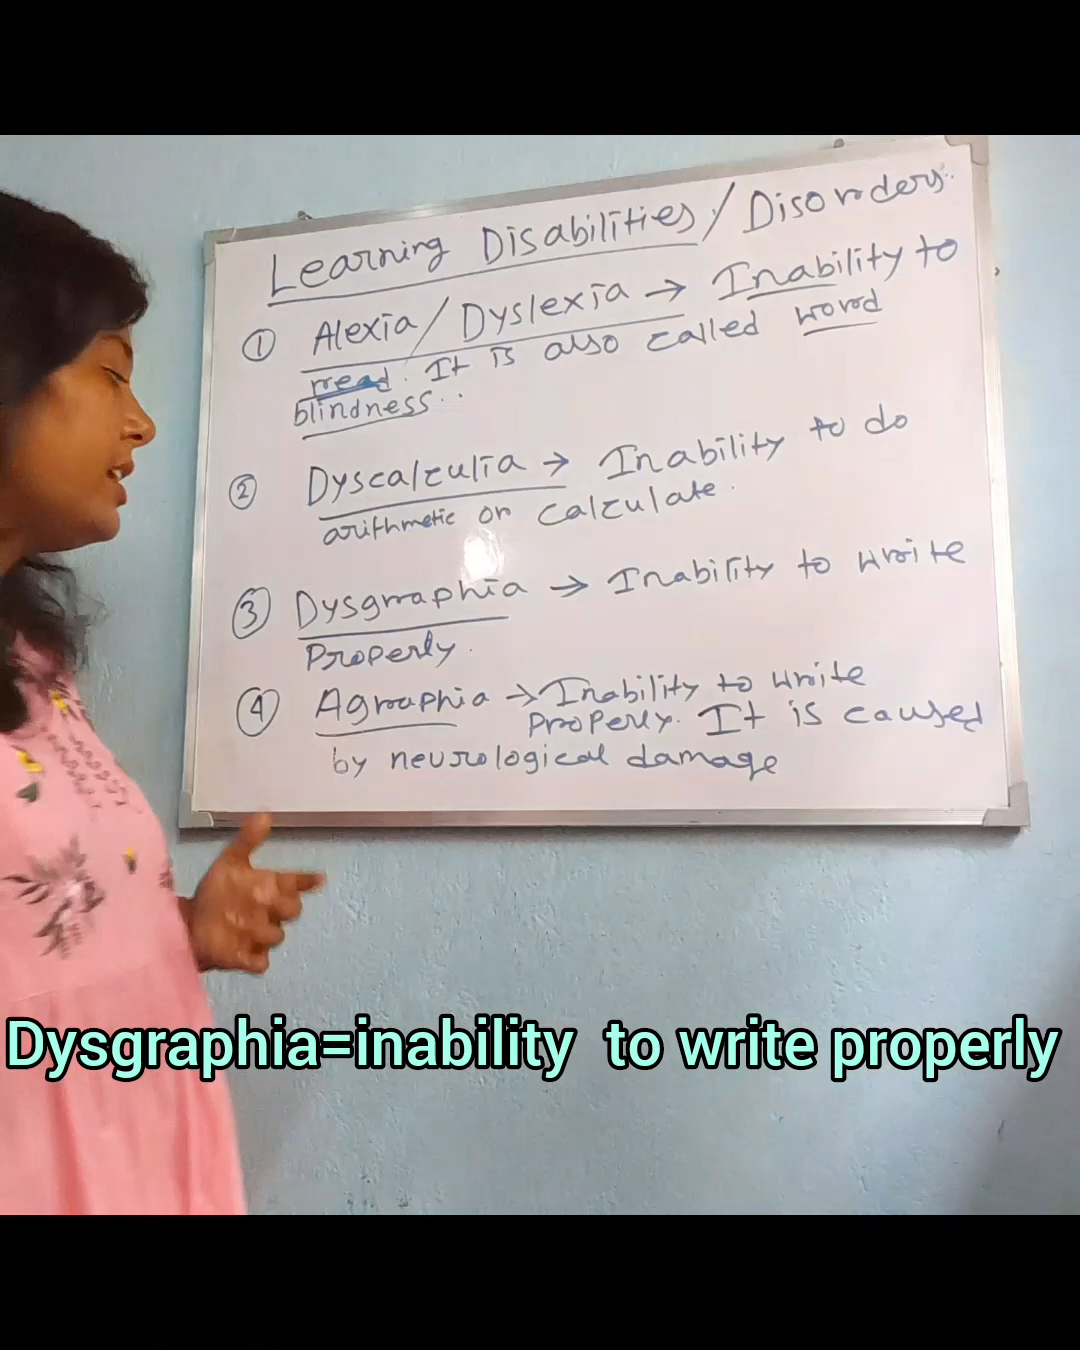 Learning Disabilities / Disorders.
① Alexia / Dyslexia → Inability to
read. It is also called word
blindness..
② Dyscalculia → Inability to do
arithmetic or calculate.
③ Dysgraphia → Inability to write
Properly.
④ Agraphia → Inability to write
Properly. It is caused
by neurological damage
Dysgraphia=inability to write properly